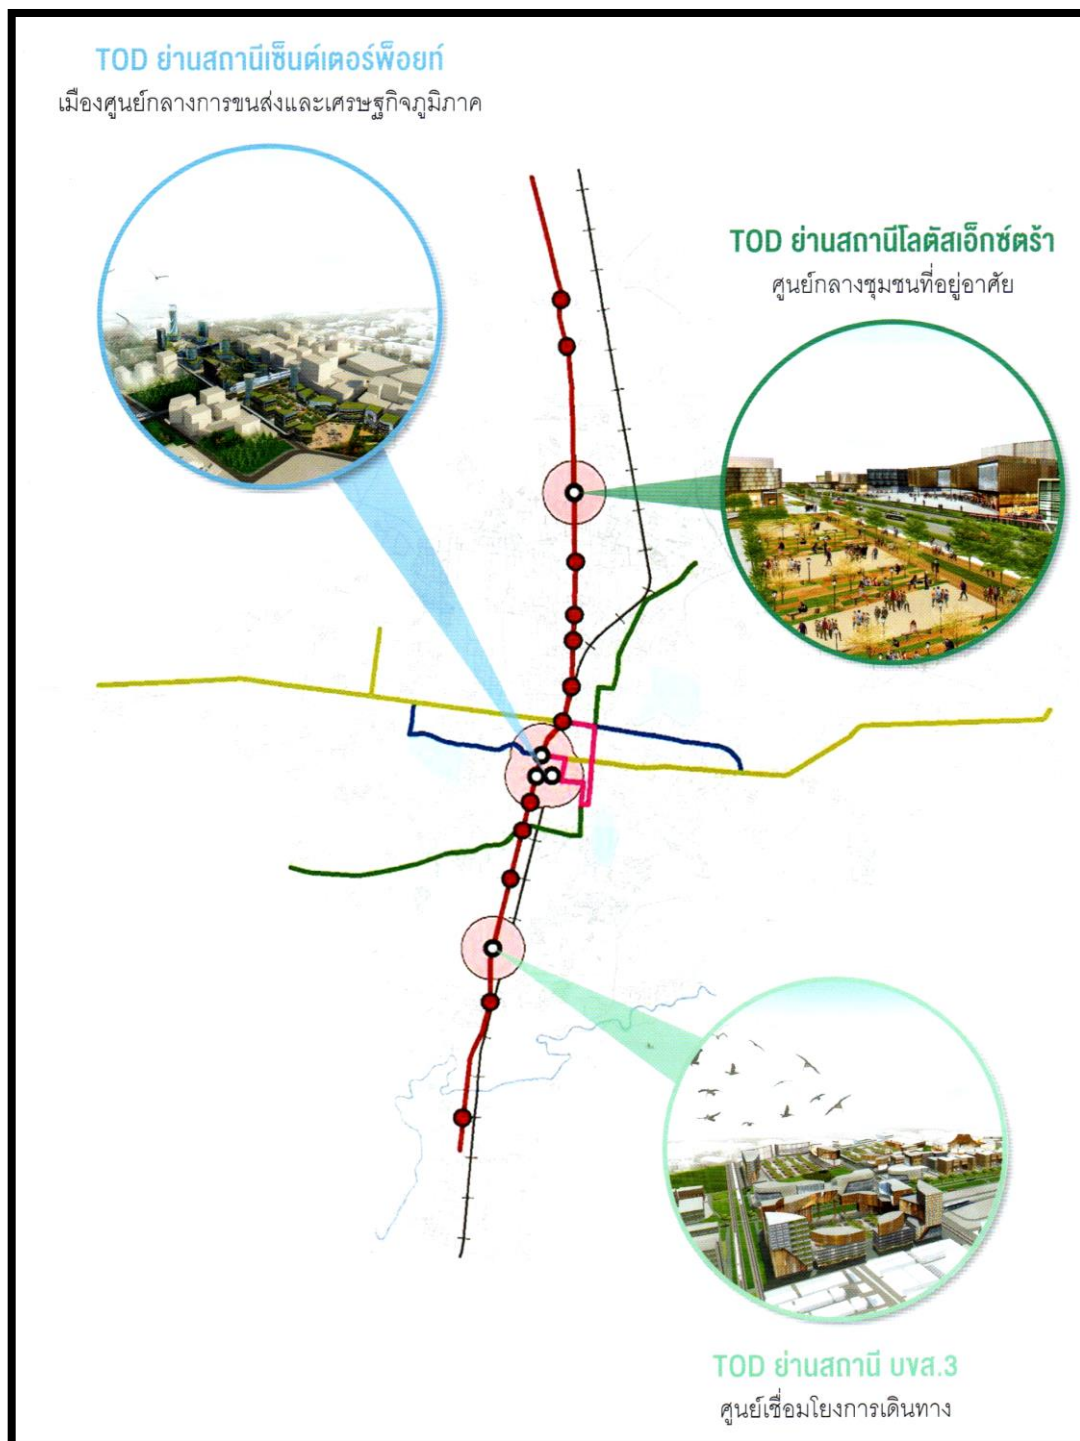 TOD ย่านสถานีเซ็นต์เตอร์พ็อยท์
เมืองศูนย์กลางการขนส่งและเศรษฐกิจภูมิภาค
TOD ย่านสถานีโลตัสเอ็กซ์ตร้า
ศูนย์กลางชุมชนที่อยู่อาศัย
TOD ย่านสถานี บขส.3
ศูนย์เชื่อมโยงการเดินทาง